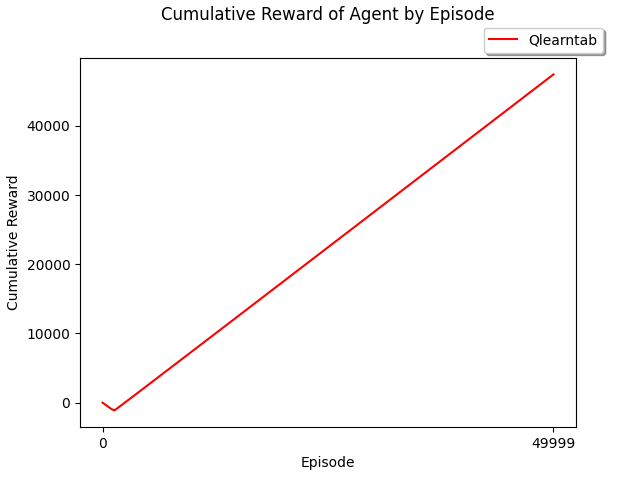 Cumulative Reward of Agent by Episode
Qlearntab
Cumulative Reward
40000
30000
20000
10000
0
0
49999
Episode